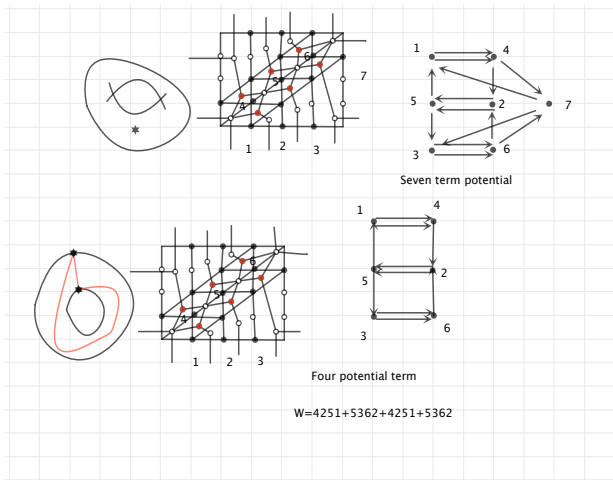 6
7
5
4
1 2 3
1 4
5 2 7
3 6
Seven term potential
6
5
4
1 2 3
1 4
5 2
3 6
Four potential term
W=4251+5362+4251+5362